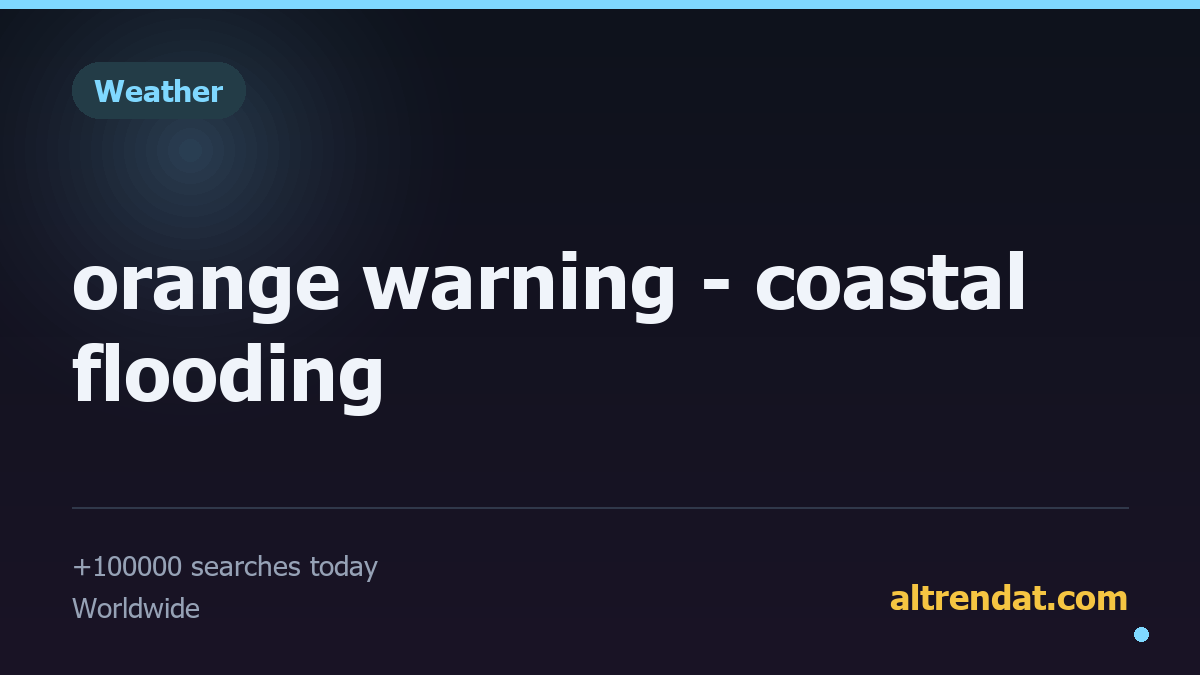 Weather
orange warning - coastal
flooding
+100000 searches today
Worldwide
altrendat.com